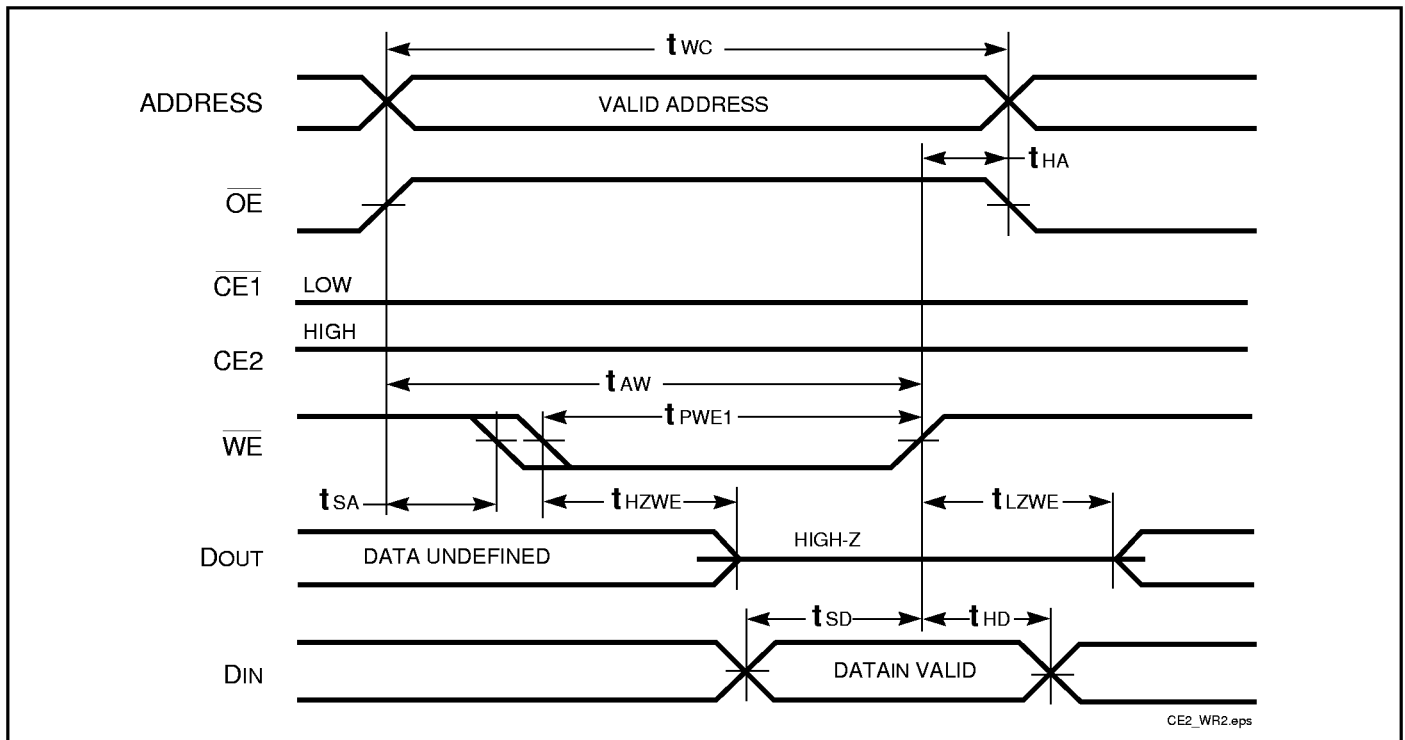 tWC
ADDRESS VALID ADDRESS
tHA
OE
CE1 LOW
HIGH
CE2
tAW
tPWE1
WE
tSA tHZWE tLZWE
HIGH-Z
DOUT DATA UNDEFINED
tSD tHD
DIN DATAIN VALID
CE2_WR2.eps